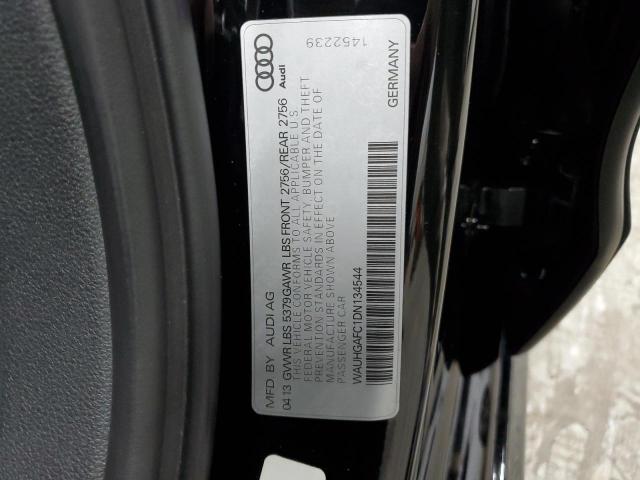 MFD BY AUDI AG
04 13 GVWR LBS 5379 GAWR LBS FRONT 2756/REAR 2756
THIS VEHICLE CONFORMS TO ALL APPLICABLE U.S.
FEDERAL MOTOR VEHICLE SAFETY, BUMPER AND THEFT
PREVENTION STANDARDS IN EFFECT ON THE DATE OF
MANUFACTURE SHOWN ABOVE
PASSENGER CAR
WAUHGAFC1DN134544
Audi
1452239
GERMANY